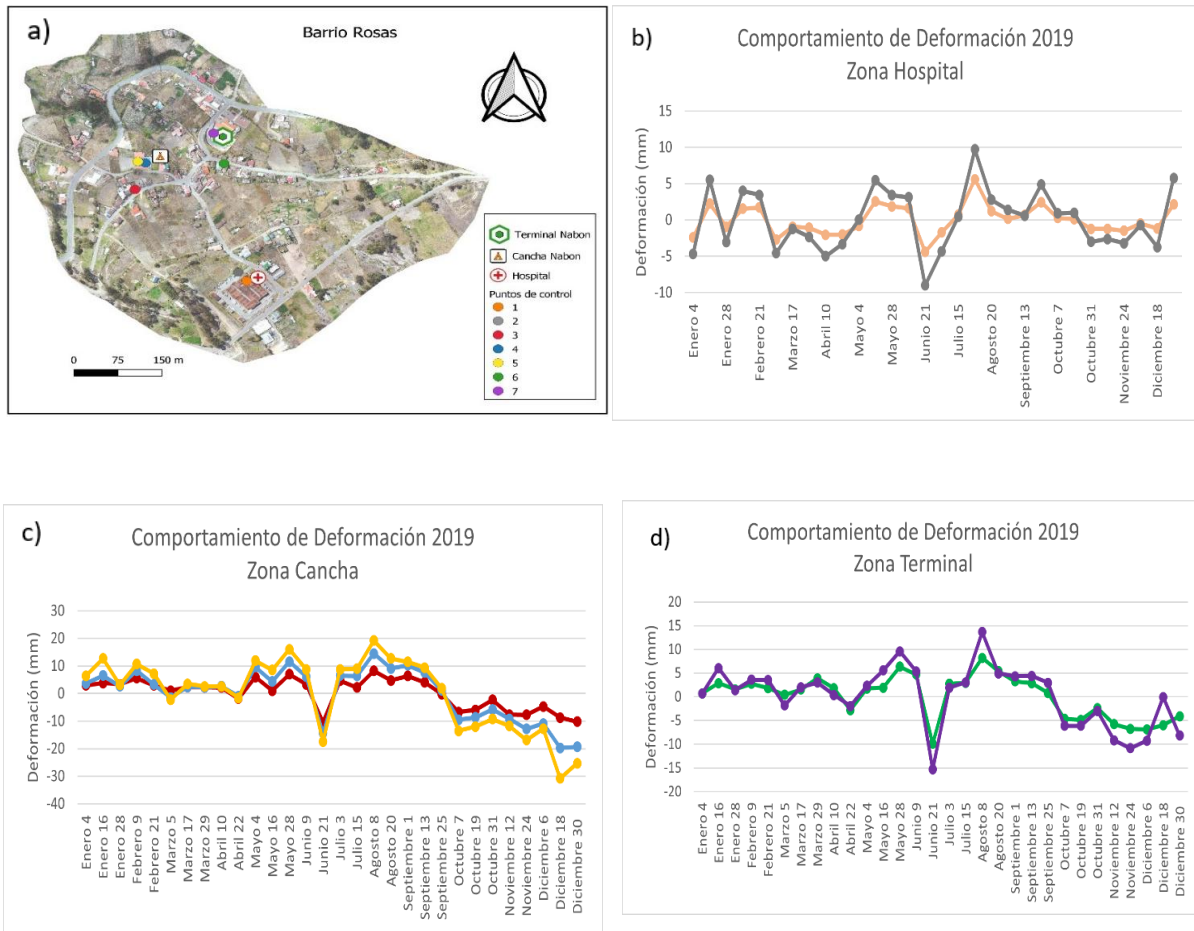 a)
Barrio Rosas
Terminal Nabon
Cancha Nabon
Hospital
Puntos de control
1
2
3
4
5
6
7
0 75 150 m
b)
Comportamiento de Deformación 2019
Zona Hospital
Deformación (mm)
15
10
5
0
-5
-10
Enero 4
Enero 28
Febrero 21
Marzo 17
Abril 10
Mayo 4
Mayo 28
Junio 21
Julio 15
Agosto 20
Septiembre 13
Octubre 7
Octubre 31
Noviembre 24
Diciembre 18
c)
Comportamiento de Deformación 2019
Zona Cancha
Deformación (mm)
30
20
10
0
-10
-20
-30
-40
Enero 4
Enero 16
Enero 28
Febrero 9
Febrero 21
Marzo 5
Marzo 17
Marzo 29
Abril 10
Abril 22
Mayo 4
Mayo 16
Mayo 28
Junio 9
Junio 21
Julio 3
Julio 15
Agosto 8
Agosto 20
Septiembre 1
Septiembre 13
Septiembre 25
Octubre 7
Octubre 19
Octubre 31
Noviembre 12
Noviembre 24
Diciembre 6
Diciembre 18
Diciembre 30
d)
Comportamiento de Deformación 2019
Zona Terminal
Deformación (mm)
20
15
10
5
0
-5
-10
-15
-20
Enero 4
Enero 16
Enero 28
Febrero 9
Febrero 21
Marzo 5
Marzo 17
Marzo 29
Abril 10
Abril 22
Mayo 4
Mayo 16
Mayo 28
Junio 9
Junio 21
Julio 3
Julio 15
Agosto 8
Agosto 20
Septiembre 1
Septiembre 13
Septiembre 25
Octubre 7
Octubre 19
Octubre 31
Noviembre 12
Noviembre 24
Diciembre 6
Diciembre 18
Diciembre 30